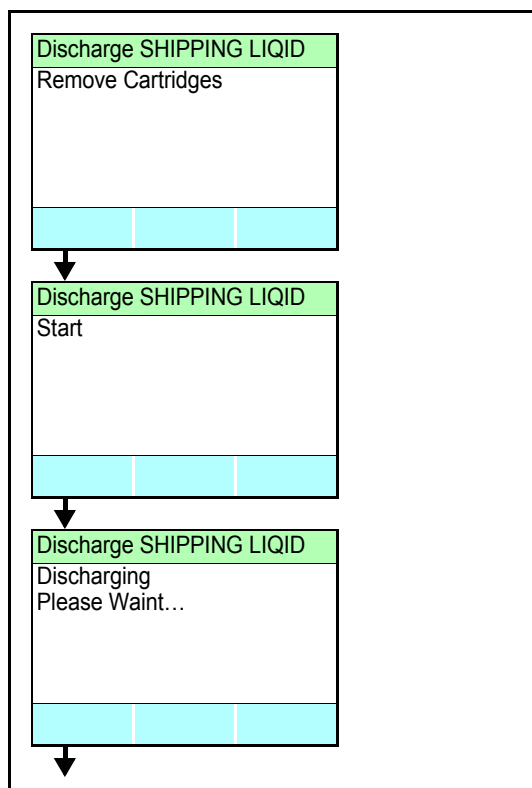 Discharge SHIPPING LIQID
Remove Cartridges
Discharge SHIPPING LIQID
Start
Discharge SHIPPING LIQID
Discharging
Please Waint…